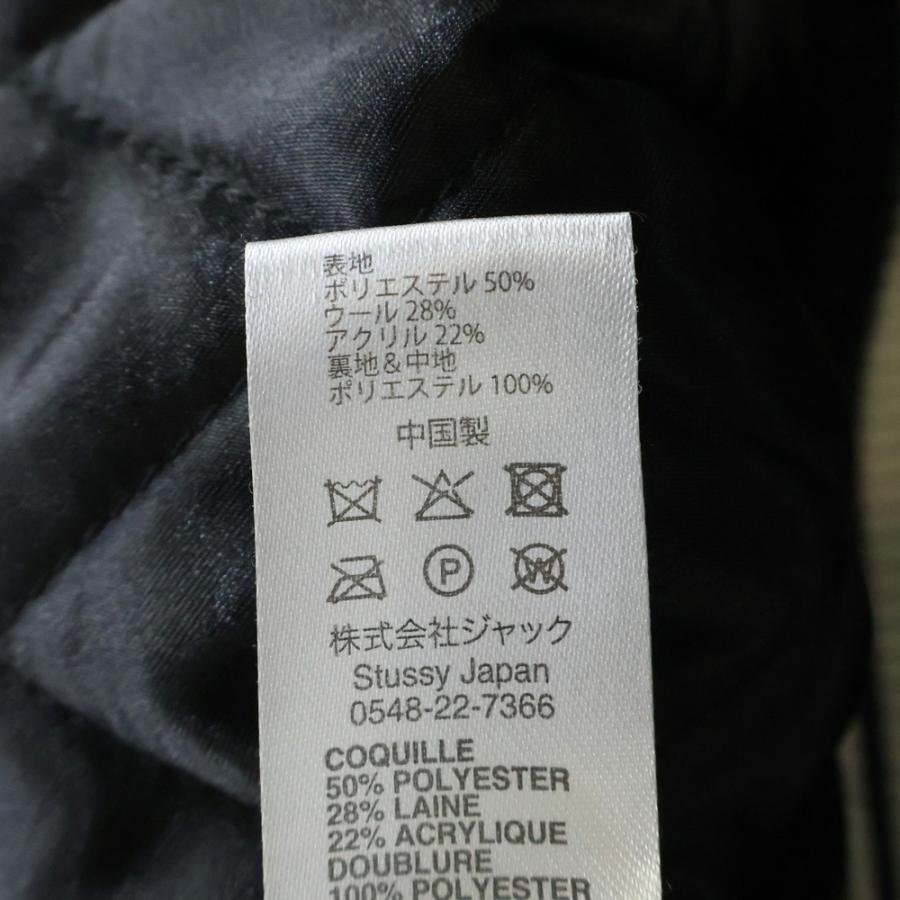 表地
ポリエステル 50%
ウール 28%
アクリル 22%
裏地＆中地
ポリエステル 100%
中国製
P W
株式会社ジャック
Stussy Japan
0548-22-7366
COQUILLE
50% POLYESTER
28% LAINE
22% ACRYLIQUE
DOUBLURE
100% POLYESTER